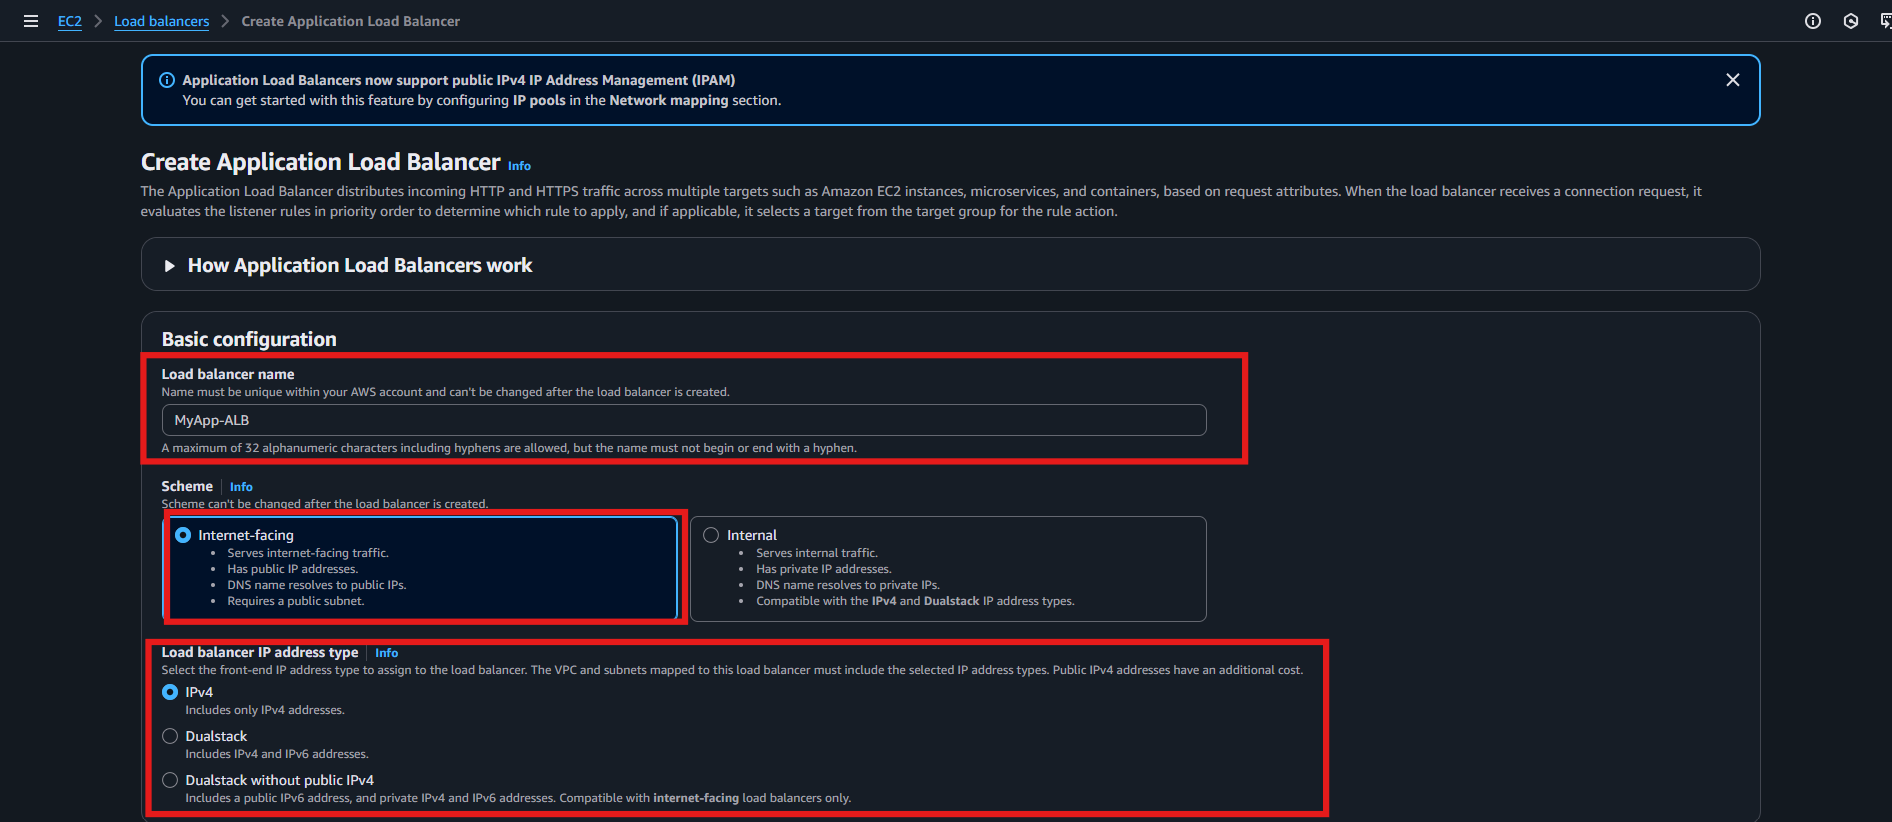 EC2 > Load balancers > Create Application Load Balancer
Application Load Balancers now support public IPv4 IP Address Management (IPAM)
You can get started with this feature by configuring IP pools in the Network mapping section.
Create Application Load Balancer Info
The Application Load Balancer distributes incoming HTTP and HTTPS traffic across multiple targets such as Amazon EC2 instances, microservices, and containers, based on request attributes. When the load balancer receives a connection request, it
evaluates the listener rules in priority order to determine which rule to apply, and if applicable, it selects a target from the target group for the rule action.
How Application Load Balancers work
Basic configuration
Load balancer name
Name must be unique within your AWS account and can't be changed after the load balancer is created.
MyApp-ALB
A maximum of 32 alphanumeric characters including hyphens are allowed, but the name must not begin or end with a hyphen.
Scheme | Info
Scheme can't be changed after the load balancer is created.
Internet-facing
• Serves internet-facing traffic.
• Has public IP addresses.
• DNS name resolves to public IPs.
• Requires a public subnet.
Internal
• Serves internal traffic.
• Has private IP addresses.
• DNS name resolves to private IPs.
• Compatible with the IPv4 and Dualstack IP address types.
Load balancer IP address type | Info
Select the front-end IP address type to assign to the load balancer. The VPC and subnets mapped to this load balancer must include the selected IP address types. Public IPv4 addresses have an additional cost.
IPv4
Includes only IPv4 addresses.
Dualstack
Includes IPv4 and IPv6 addresses.
Dualstack without public IPv4
Includes a public IPv6 address, and private IPv4 and IPv6 addresses. Compatible with internet-facing load balancers only.